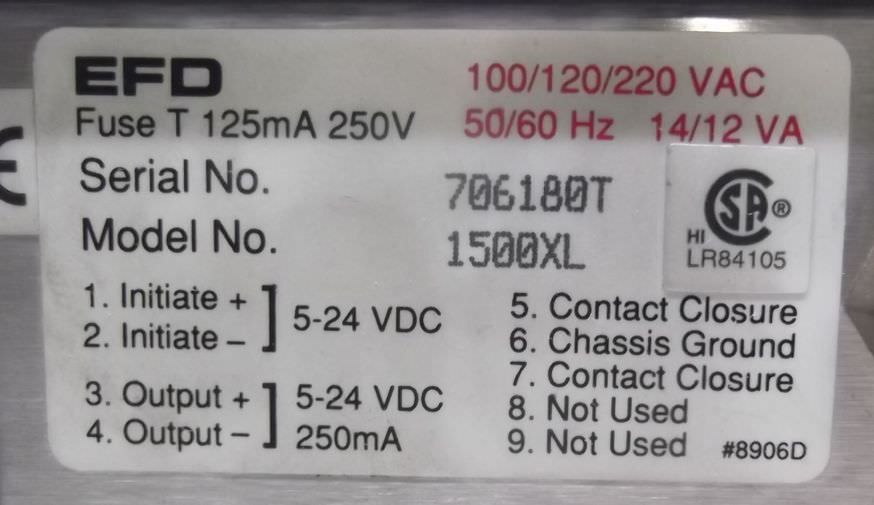 EFD
100/120/220 VAC
Fuse T 125mA 250V
50/60 Hz 14/12 VA
Serial No. 706180T
Model No. 1500XL
SA ®
HI
LR84105
1. Initiate +
2. Initiate –
5-24 VDC
3. Output +
4. Output –
5-24 VDC
250mA
5. Contact Closure
6. Chassis Ground
7. Contact Closure
8. Not Used
9. Not Used
#8906D
CE